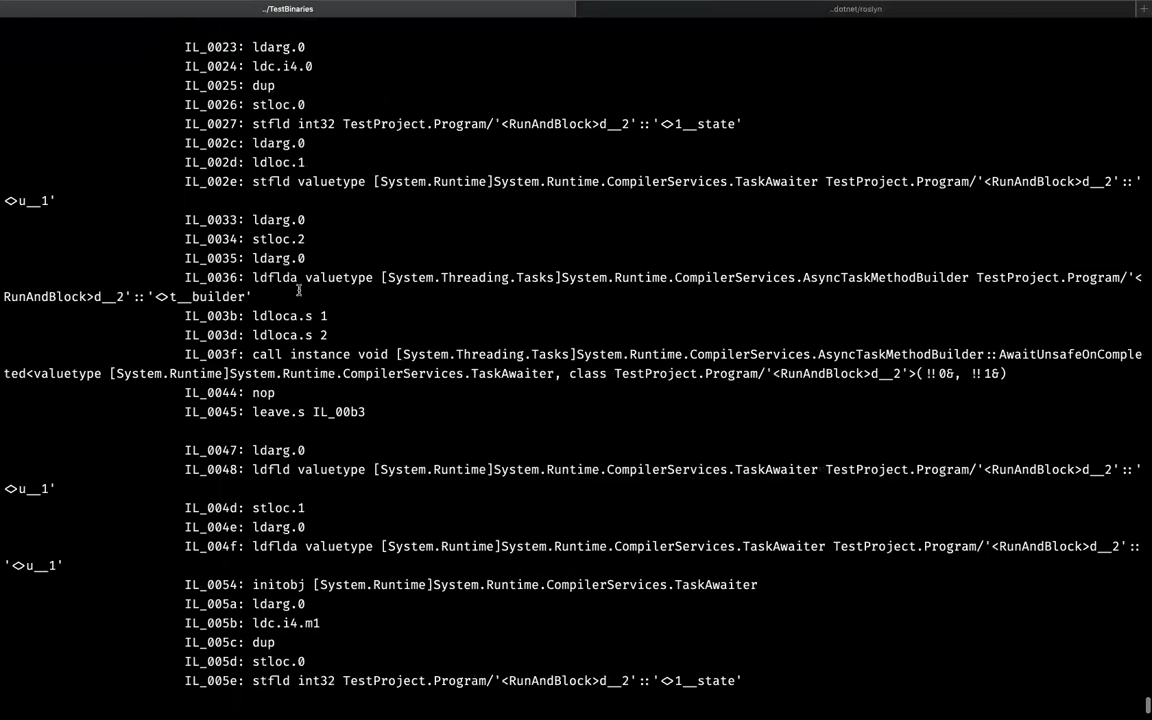 ../TestBinaries
..dotnet/roslyn
IL_0023: ldarg.0
IL_0024: ldc.i4.0
IL_0025: dup
IL_0026: stloc.0
IL_0027: stfld int32 TestProject.Program/'<RunAndBlock>d__2'::'<>1__state'
IL_002c: ldarg.0
IL_002d: ldloc.1
IL_002e: stfld valuetype [System.Runtime]System.Runtime.CompilerServices.TaskAwaiter TestProject.Program/'<RunAndBlock>d__2'::'
<>u__1'
IL_0033: ldarg.0
IL_0034: stloc.2
IL_0035: ldarg.0
IL_0036: ldflda valuetype [System.Threading.Tasks]System.Runtime.CompilerServices.AsyncTaskMethodBuilder TestProject.Program/'<
RunAndBlock>d__2'::'<>t__builder'
IL_003b: ldloca.s 1
IL_003d: ldloca.s 2
IL_003f: call instance void [System.Threading.Tasks]System.Runtime.CompilerServices.AsyncTaskMethodBuilder::AwaitUnsafeOnComple
ted<valuetype [System.Runtime]System.Runtime.CompilerServices.TaskAwaiter, class TestProject.Program/'<RunAndBlock>d__2'>(!!0&, !!1&)
IL_0044: nop
IL_0045: leave.s IL_00b3
IL_0047: ldarg.0
IL_0048: ldfld valuetype [System.Runtime]System.Runtime.CompilerServices.TaskAwaiter TestProject.Program/'<RunAndBlock>d__2'::'
<>u__1'
IL_004d: stloc.1
IL_004e: ldarg.0
IL_004f: ldflda valuetype [System.Runtime]System.Runtime.CompilerServices.TaskAwaiter TestProject.Program/'<RunAndBlock>d__2'::
'<>u__1'
IL_0054: initobj [System.Runtime]System.Runtime.CompilerServices.TaskAwaiter
IL_005a: ldarg.0
IL_005b: ldc.i4.m1
IL_005c: dup
IL_005d: stloc.0
IL_005e: stfld int32 TestProject.Program/'<RunAndBlock>d__2'::'<>1__state'